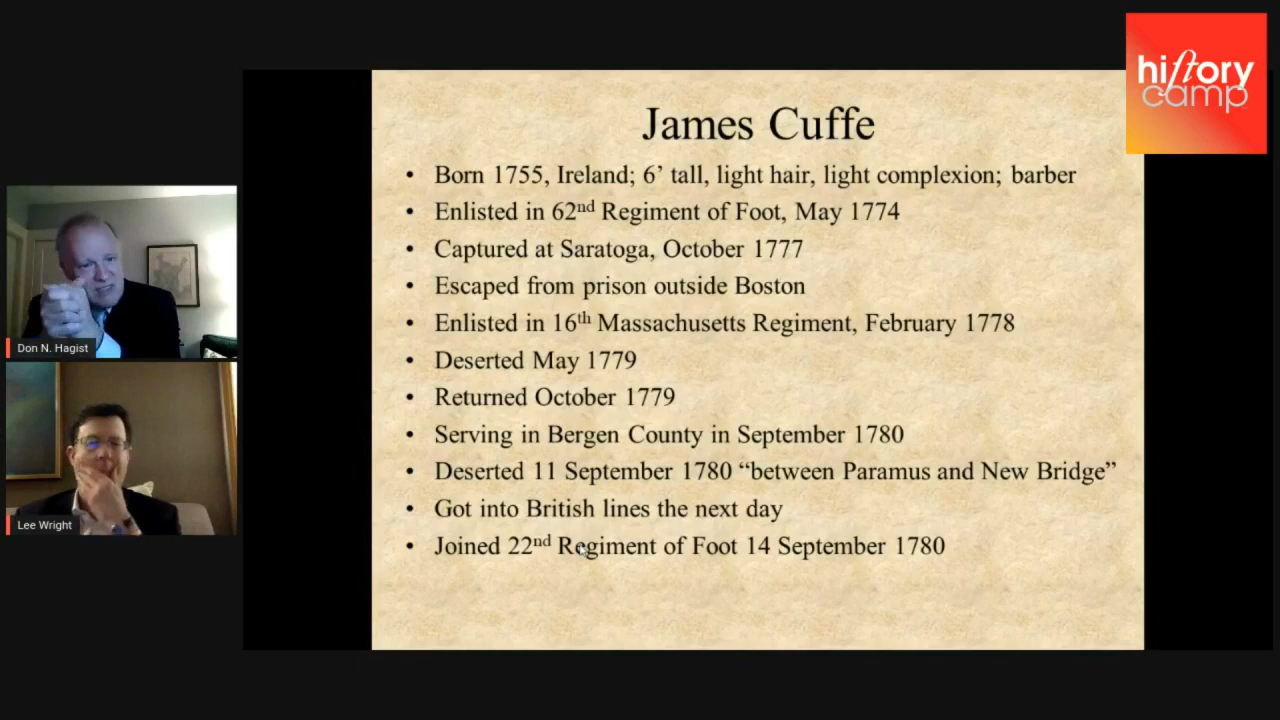 history
camp
James Cuffe
• Born 1755, Ireland; 6’ tall, light hair, light complexion; barber
• Enlisted in 62nd Regiment of Foot, May 1774
• Captured at Saratoga, October 1777
• Escaped from prison outside Boston
• Enlisted in 16th Massachusetts Regiment, February 1778
• Deserted May 1779
• Returned October 1779
• Serving in Bergen County in September 1780
• Deserted 11 September 1780 “between Paramus and New Bridge”
• Got into British lines the next day
• Joined 22nd Regiment of Foot 14 September 1780
Don N. Hagist
Lee Wright